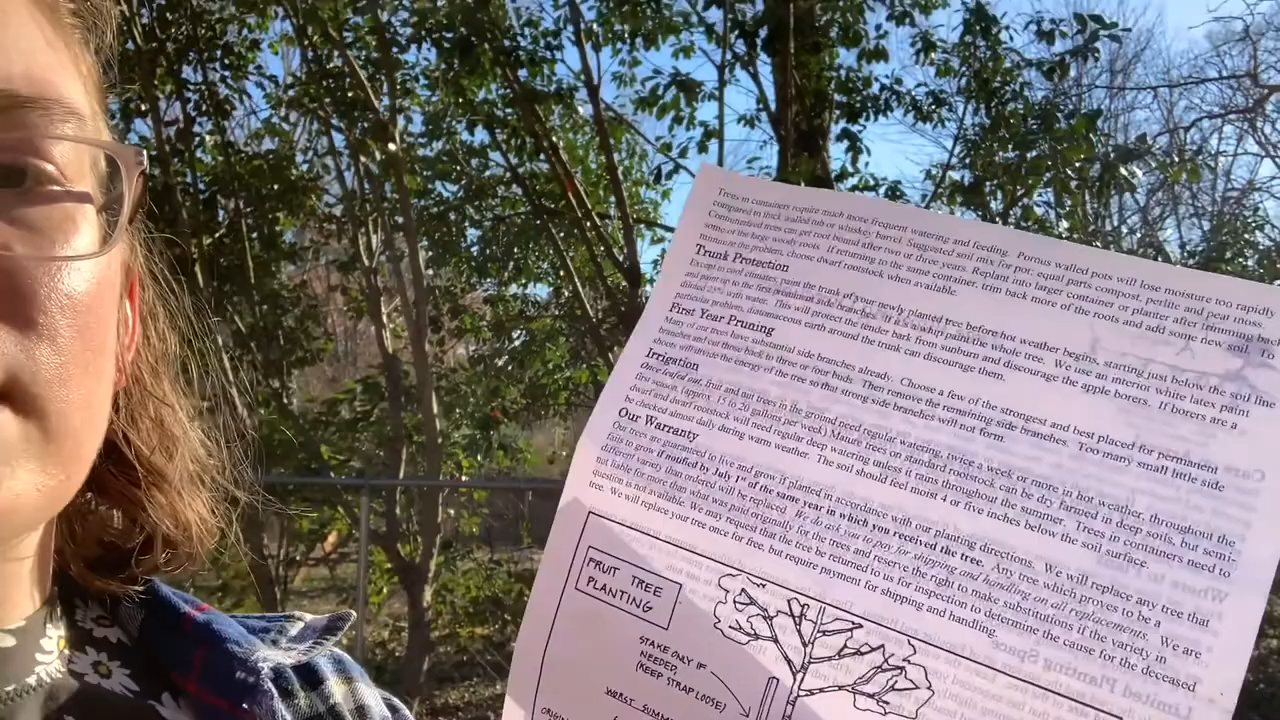 Trees in containers require much more frequent watering and feeding. Porous walled pots will lose moisture too rapidly
compared to thick walled tub or whiskey barrel. Suggested soil mix for pot: equal parts compost, perlite and peat moss.
Containerized trees can get root bound after two or three years. Replant into larger container or planter after trimming back
some of the large woody roots. If returning to the same container, trim back more of the roots and add some new soil. To
minimize the problem, choose dwarf rootstock when available.
Trunk Protection
Except in cool climates, paint the trunk of your newly planted tree before hot weather begins, starting just below the soil line
and paint up to the first prominent side branches. It is ok to paint the whole tree. We use an interior white latex paint
diluted 25% with water. This will protect the tender bark from sunburn and discourage the apple borers. If borers are a
particular problem, diatomaceous earth around the trunk can discourage them.
First Year Pruning
Many of our trees have substantial side branches already. Choose a few of the strongest and best placed for permanent
branches and cut those back to three or four buds. Then remove the remaining side branches. Too many small little side
shoots will divide the energy of the tree so that strong side branches will not form.
Irrigation
Once leafed out, fruit and nut trees in the ground need regular watering, twice a week or more in hot weather, throughout the
first season. (approx. 15 to 20 gallons per week) Mature trees on standard rootstock can be dry farmed in deep soils, but semi-
dwarf and dwarf rootstock will need regular deep watering unless it rains throughout the summer. Trees in containers need to
be checked almost daily during warm weather. The soil should feel moist 4 or five inches below the soil surface.
Our Warranty
Our trees are guaranteed to live and grow if planted in accordance with our planting directions. We will replace any tree that
fails to grow if notified by July 1st of the same year in which you received the tree. Any tree which proves to be a
different variety than ordered will be replaced. We do ask you to pay for shipping and handling on all replacements. We are
not liable for more than what was paid originally for the trees and reserve the right to make substitutions if the variety in
question is not available. We may request that the tree be returned to us for inspection to determine the cause for the deceased
tree. We will replace your tree once for free, but require payment for shipping and handling.
FRUIT TREE
PLANTING
STAKE ONLY IF
NEEDED,
(KEEP STRAP LOOSE)
WORST